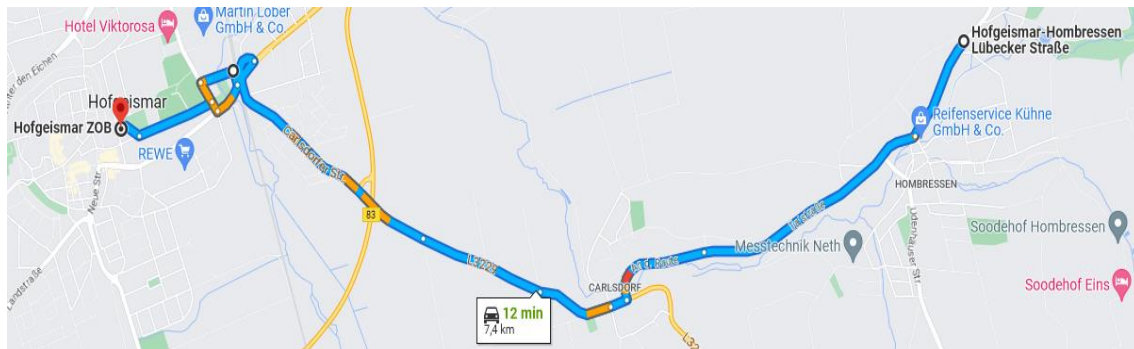 Hotel Viktorosa
Martin Lober
GmbH & Co.
Hofgeismar-Hombressen
Lübecker Straße
Hofgeismar
Hofgeismar ZOB
REWE
Neue Str
Landstraße
Carlsdorfer Str.
83
L3229
CARLSDORF
12 min
7,4 km
L32
Reifenservice Kühne
GmbH & Co.
HOMBRESSEN
Udenhäuser Str
Messtechnik Neth
Soodehof Hombressen
Soodehof Eins